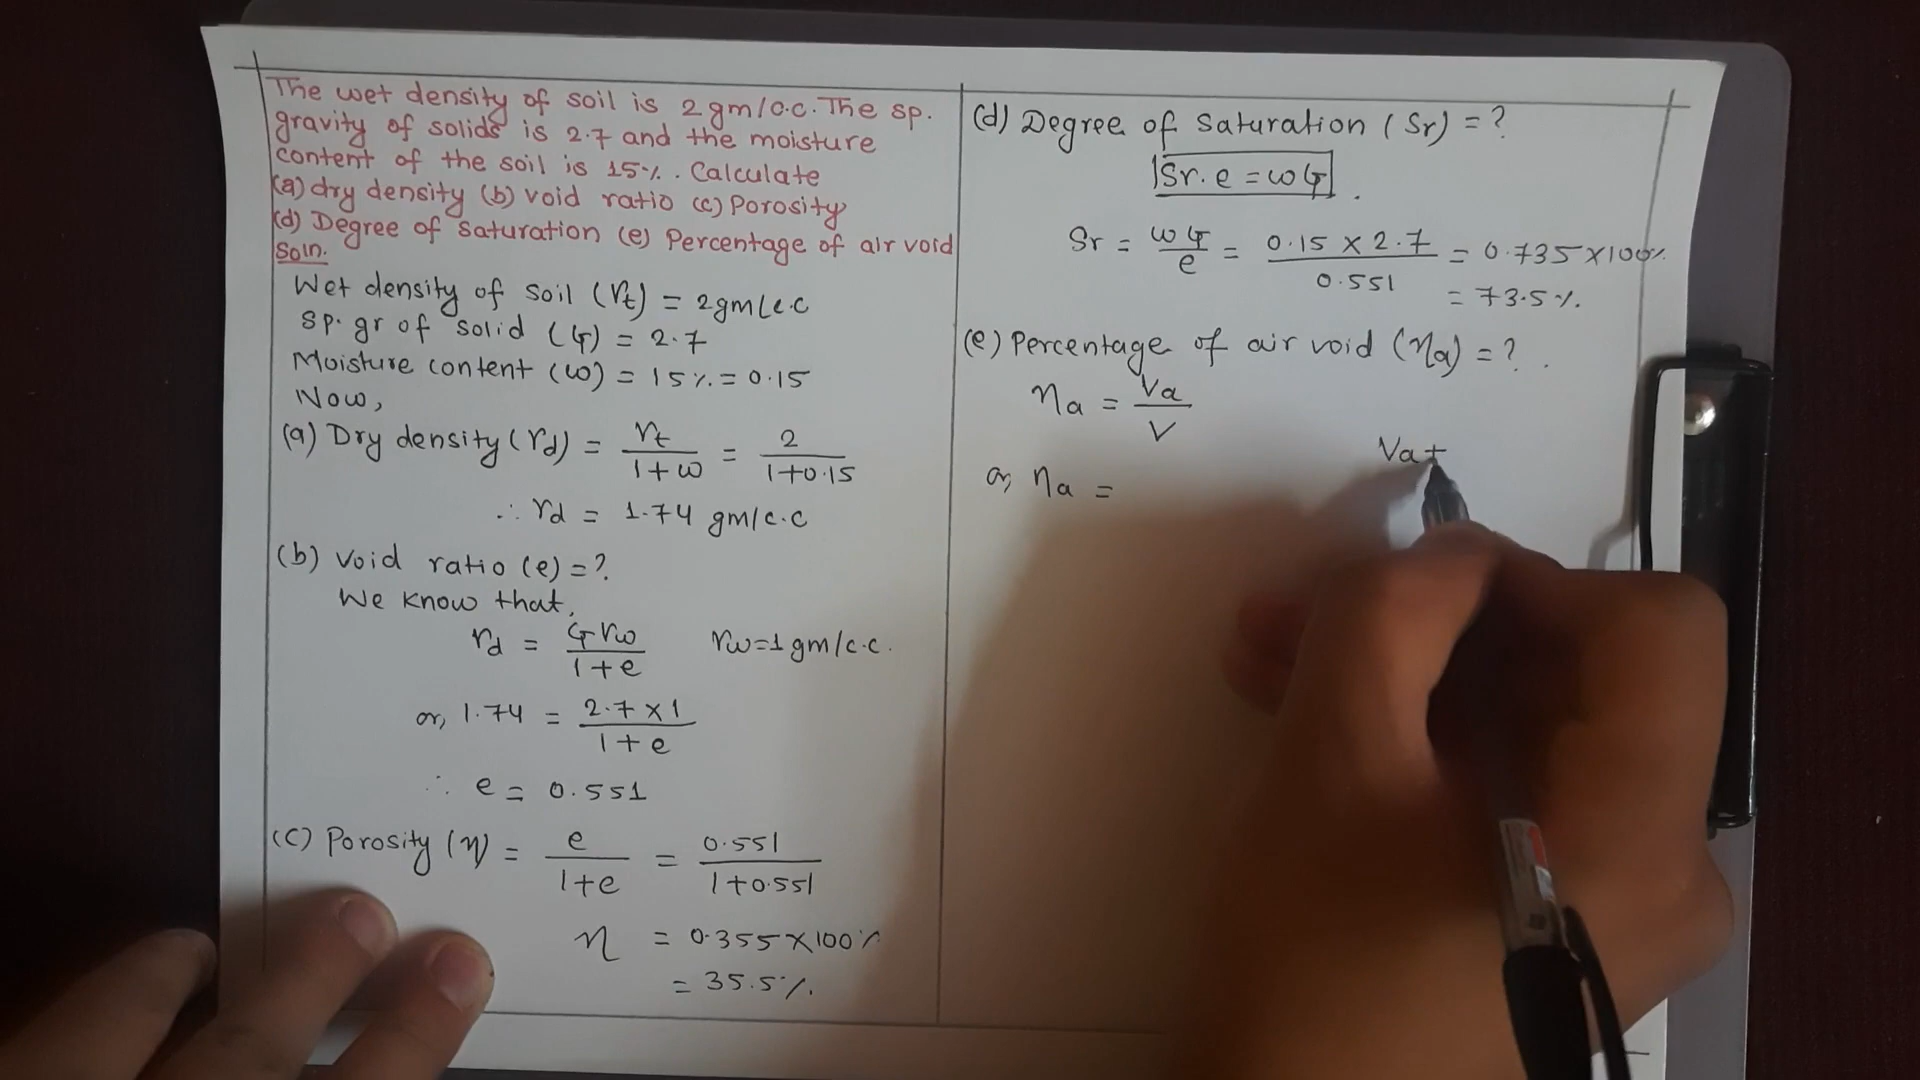 The wet density of soil is 2 gm/c.c. The sp.
gravity of solids is 2.7 and the moisture
content of the soil is 15%. Calculate
(a) dry density (b) void ratio (c) Porosity
(d) Degree of saturation (e) Percentage of air void
Soln.
Wet density of soil (γt) = 2gm/c.c
Sp. gr of solid (G) = 2.7
Moisture content (ω) = 15% = 0.15
Now,
(a) Dry density (γd) = γt / 1+ω = 2 / 1+0.15
∴ γd = 1.74 gm/c.c
(b) Void ratio (e) = ?
We know that,
γd = Gγω / 1+e    γω=1 gm/c.c.
or, 1.74 = 2.7 × 1 / 1+e
∴ e = 0.551
(c) Porosity (η) = e / 1+e = 0.551 / 1+0.551
η = 0.355×100%
= 35.5%.
(d) Degree of saturation (Sr) = ?
Sr. e = ωG
Sr = ωG / e = 0.15 × 2.7 / 0.551 = 0.735×100%
= 73.5%.
(e) Percentage of air void (ηa) = ?
ηa = Va / V
or, ηa =
Va+